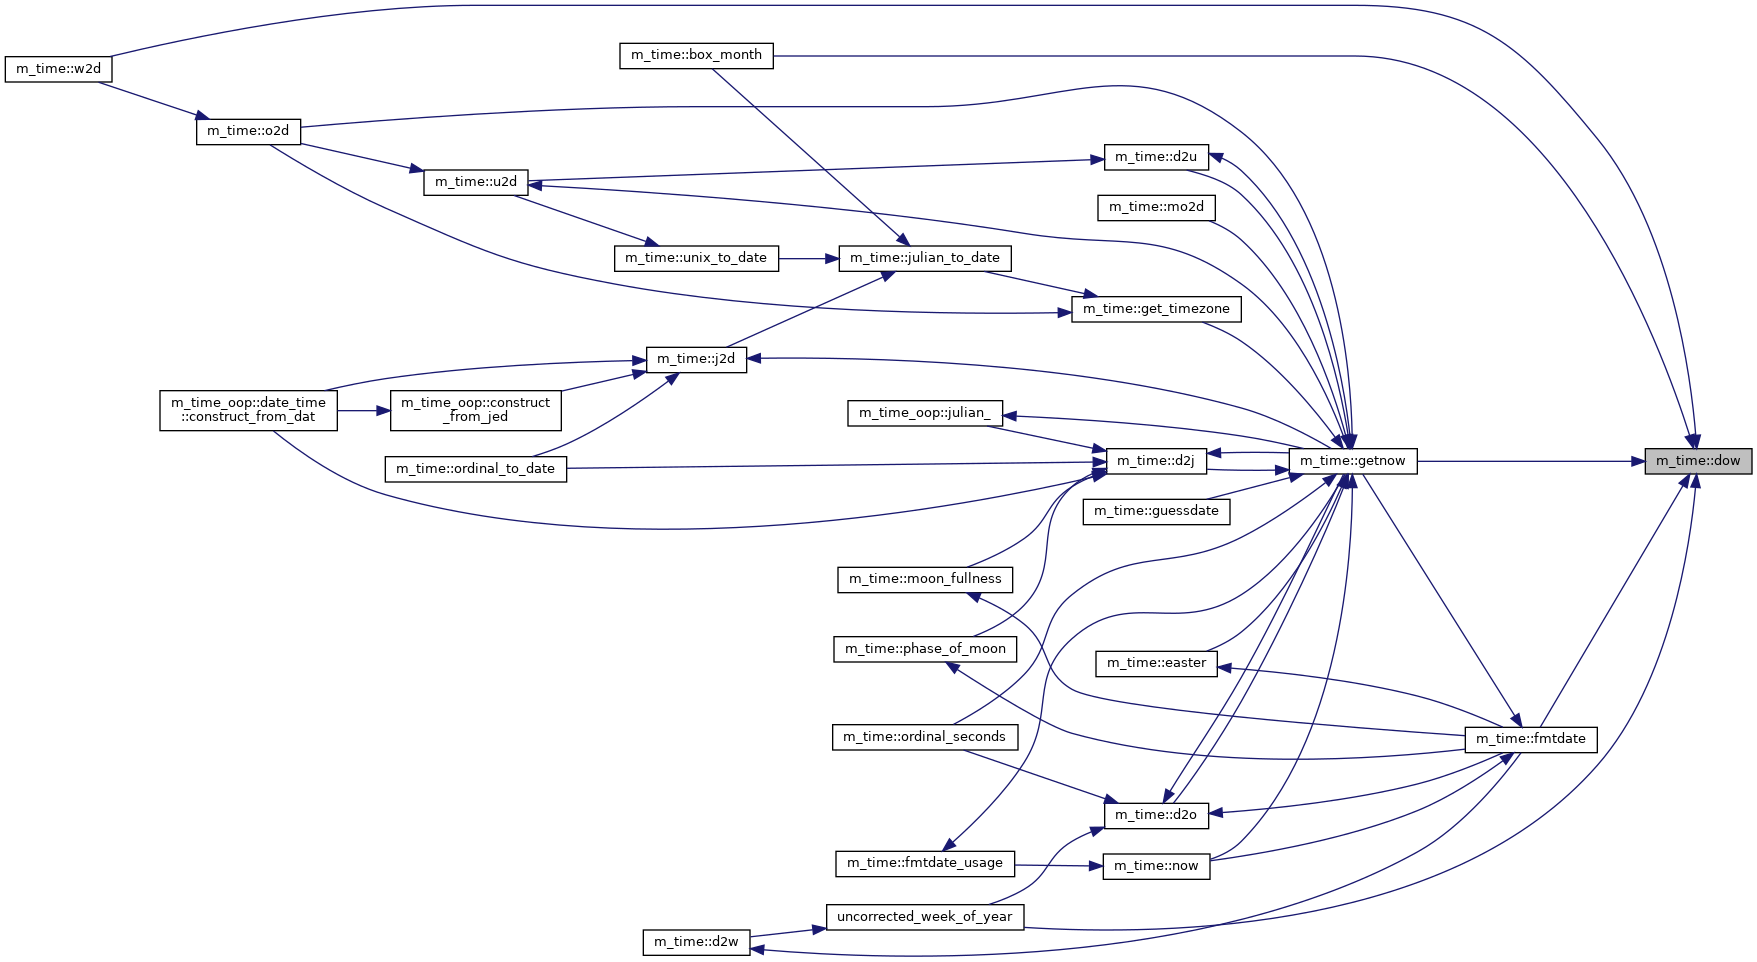 m_time::w2d
m_time::box_month
m_time::o2d
m_time::d2u
m_time::u2d
m_time::mo2d
m_time::unix_to_date
m_time::julian_to_date
m_time::get_timezone
m_time::j2d
m_time_oop::date_time
::construct_from_dat
m_time_oop::construct
_from_jed
m_time_oop::julian_
m_time::ordinal_to_date
m_time::d2j
m_time::getnow
m_time::dow
m_time::guessdate
m_time::moon_fullness
m_time::phase_of_moon
m_time::easter
m_time::ordinal_seconds
m_time::fmtdate
m_time::d2o
m_time::fmtdate_usage
m_time::now
uncorrected_week_of_year
m_time::d2w